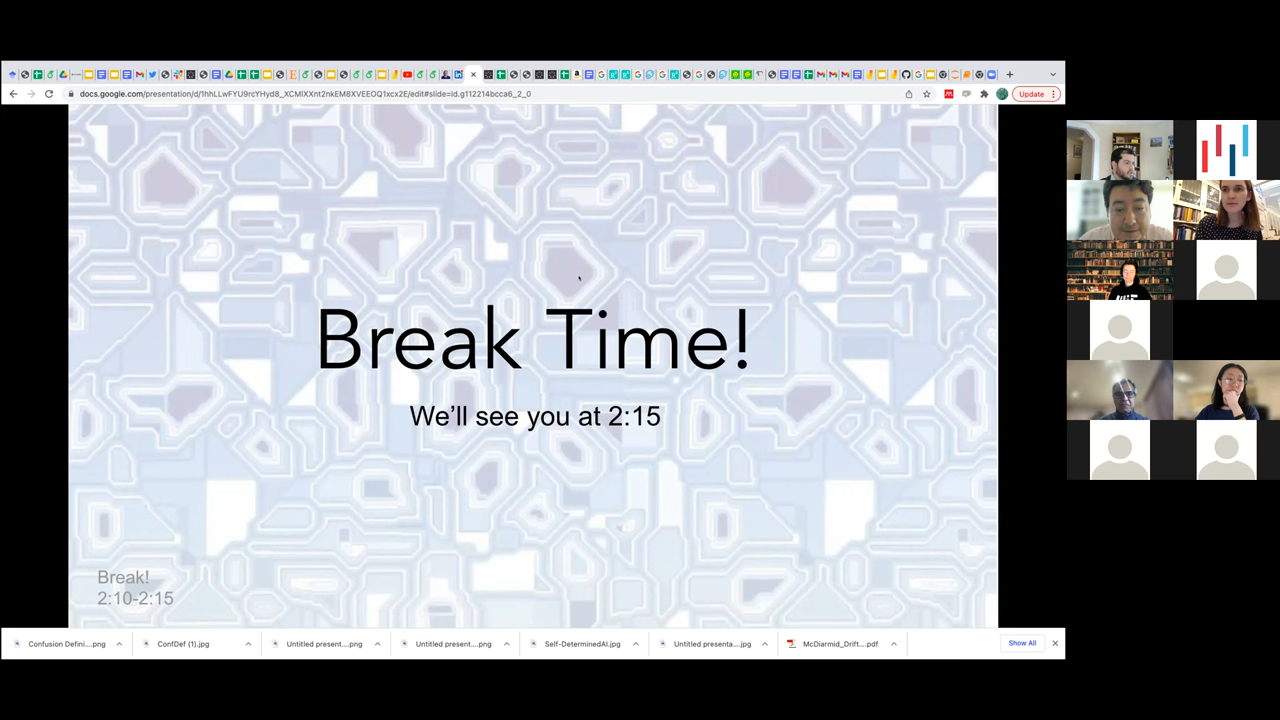 docs.google.com/presentation/d/1hhLLwFYU9rcYHyd8_XCMIXXnt2nkEM8XVEEOQ1xcx2E/edit#slide=id.g112214bcca6_2_0
Update
Break Time!
We'll see you at 2:15
Break!
2:10-2:15
Confusion Defini....png
ConfDef (1).jpg
Untitled present....png
Untitled present....png
Self-DeterminedAI.jpg
Untitled presenta....jpg
McDiarmid_Drift....pdf
Show All